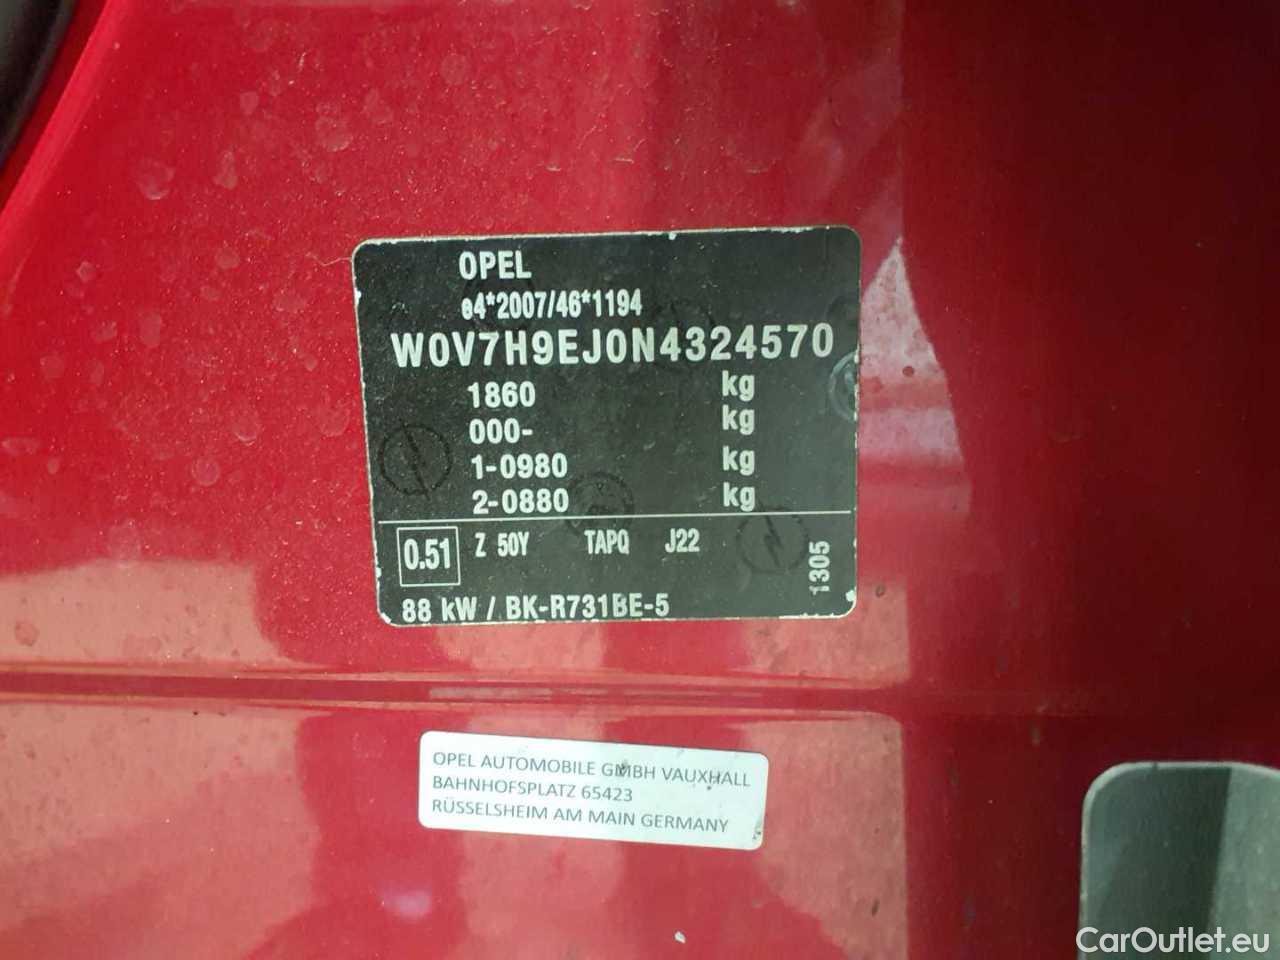 OPEL
e4*2007/46*1194
W0V7H9EJ0N4324570
1860 kg
000- kg
1-0980 kg
2-0880 kg
0.51 Z 50Y TAPQ J22
1305
88 kW / BK-R731BE-5
OPEL AUTOMOBILE GMBH VAUXHALL
BAHNHOFSPLATZ 65423
RÜSSELSHEIM AM MAIN GERMANY
CarOutlet.eu